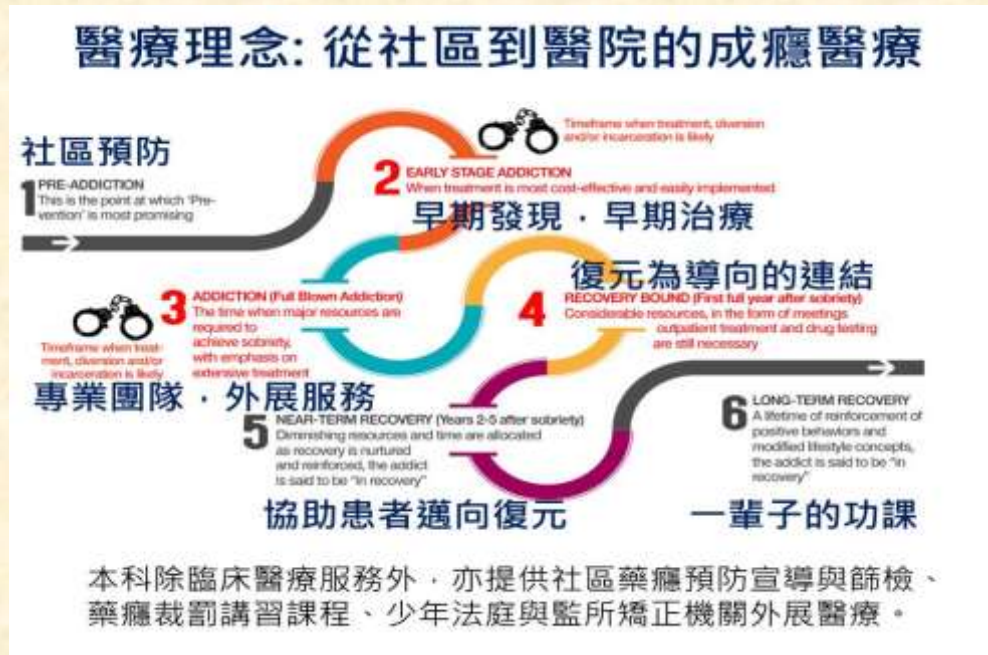 醫療理念: 從社區到醫院的成癮醫療
社區預防
1 PRE-ADDICTION
This is the point at which 'Pre-
vention' is most promising
Timeframe when treatment, diversion
and/or incarceration is likely
2 EARLY STAGE ADDICTION
When treatment is most cost-effective and easily implemented
早期發現，早期治療
3 ADDICTION (Full Blown Addiction)
The time when major resources are
required to
achieve sobriety,
with emphasis on
extensive treatment
Timeframe when treat-
ment, diversion and/or
incarceration is likely
專業團隊，外展服務
復元為導向的連結
4 RECOVERY BOUND (First full year after sobriety)
Considerable resources, in the form of meetings
outpatient treatment and drug testing
are still necessary
5 NEAR-TERM RECOVERY (Years 2-5 after sobriety)
Diminishing resources and time are allocated
as recovery is nurtured
and reinforced, the addict
is said to be "in recovery"
協助患者邁向復元
6 LONG-TERM RECOVERY
A lifetime of reinforcement of
positive behaviors and
modified lifestyle concepts,
the addict is said to be "in
recovery"
一輩子的功課
本科除臨床醫療服務外，亦提供社區藥癮預防宣導與篩檢、
藥癮裁罰講習課程、少年法庭與監所矯正機關外展醫療。